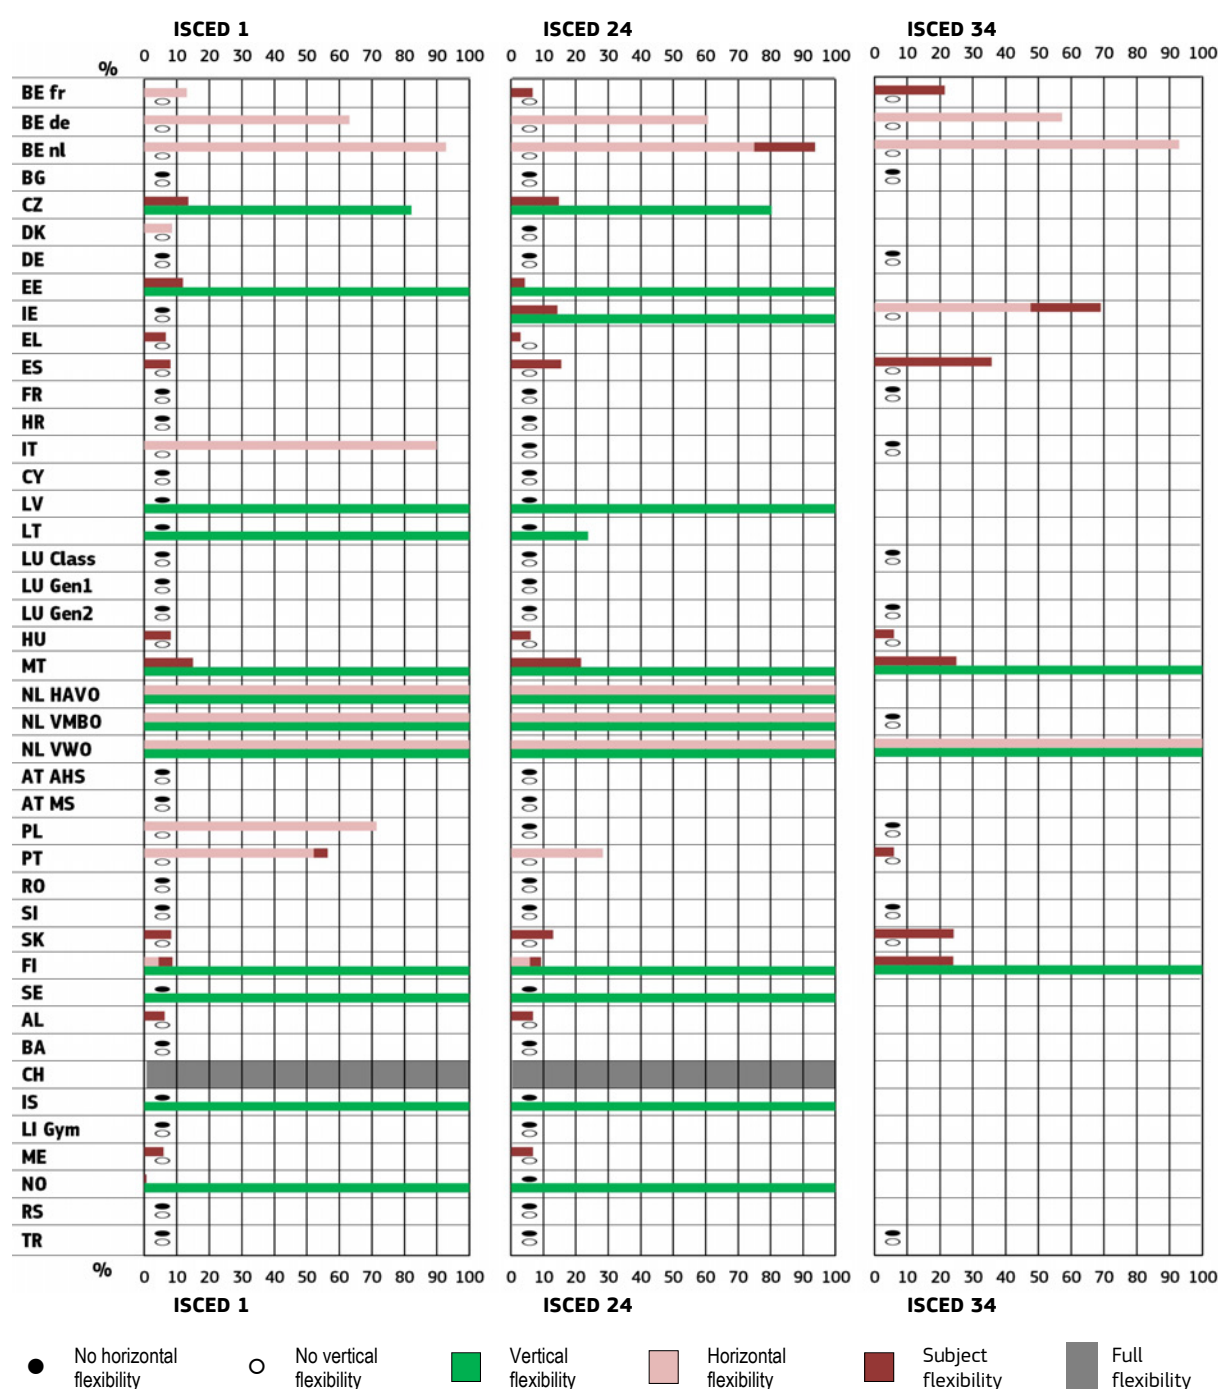 ISCED 1 ISCED 24 ISCED 34
% 0 10 20 30 40 50 60 70 80 90 100 0 10 20 30 40 50 60 70 80 90 100 0 10 20 30 40 50 60 70 80 90 100
BE fr
BE de
BE nl
BG
CZ
DK
DE
EE
IE
EL
ES
FR
HR
IT
CY
LV
LT
LU Class
LU Gen1
LU Gen2
HU
MT
NL HAVO
NL VMBO
NL VWO
AT AHS
AT MS
PL
PT
RO
SI
SK
FI
SE
AL
BA
CH
IS
LI Gym
ME
NO
RS
TR
% 0 10 20 30 40 50 60 70 80 90 100 0 10 20 30 40 50 60 70 80 90 100 0 10 20 30 40 50 60 70 80 90 100
ISCED 1 ISCED 24 ISCED 34
No horizontal flexibility
No vertical flexibility
Vertical flexibility
Horizontal flexibility
Subject flexibility
Full flexibility